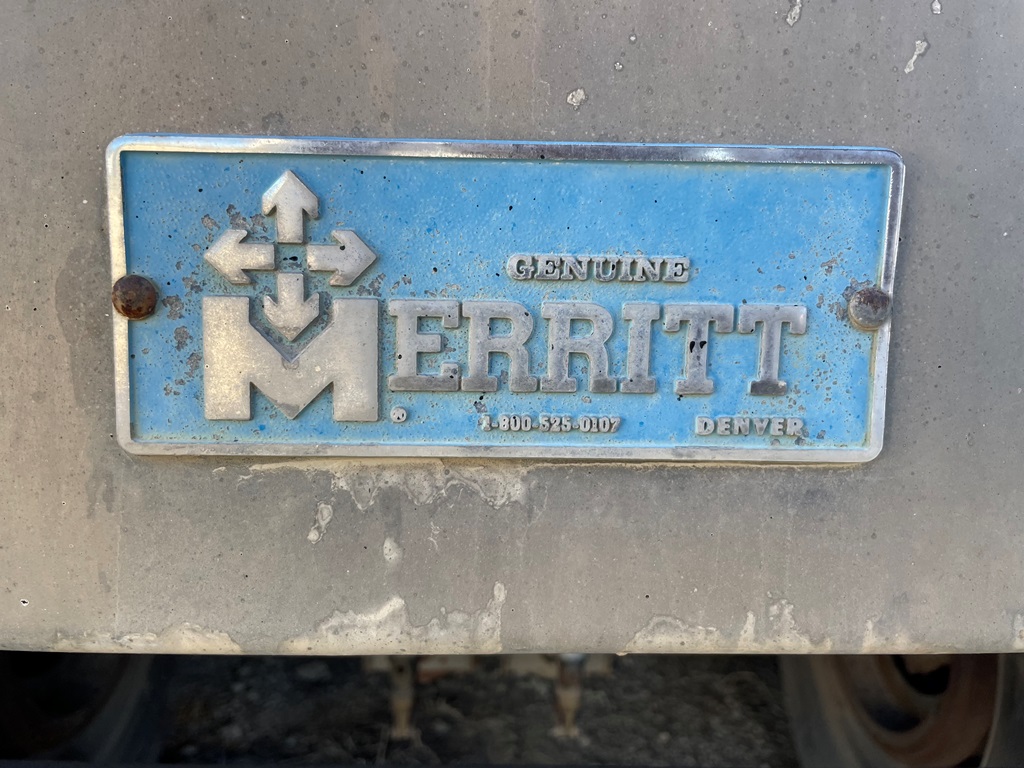 GENUINE
MERRITT
®
1-800-525-0107 DENVER